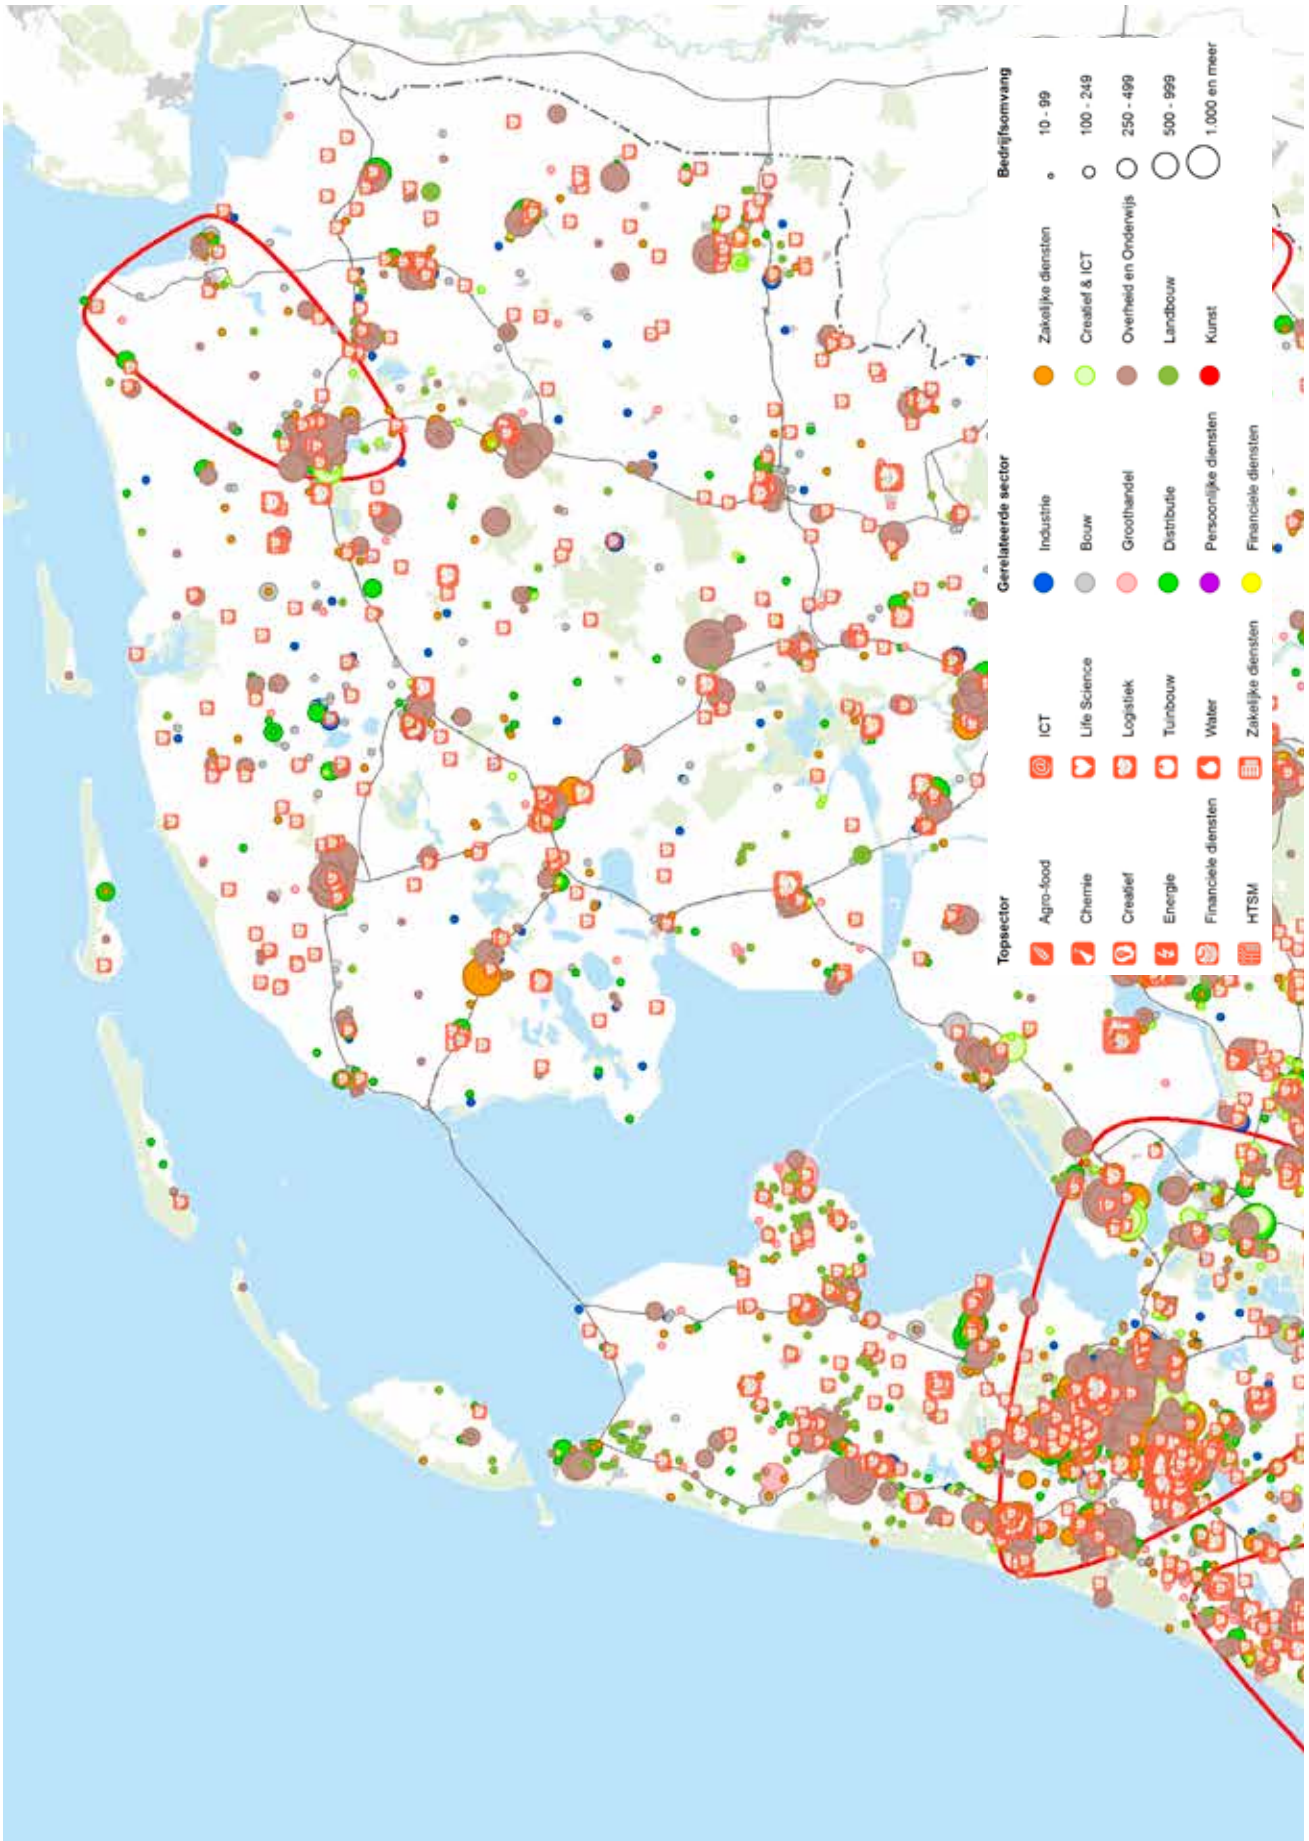 Topsector
Agro-food
Chemie
Creatief
Energie
Financiele diensten
HTSM
ICT
Life Science
Logistiek
Tuinbouw
Water
Zakelijke diensten
Gerelateerde sector
Industrie
Bouw
Groothandel
Distributie
Persoonlijke diensten
Financiele diensten
Zakelijke diensten
Creatief & ICT
Overheid en Onderwijs
Landbouw
Kunst
Bedrijfsomvang
10 - 99
100 - 249
250 - 499
500 - 999
1.000 en meer